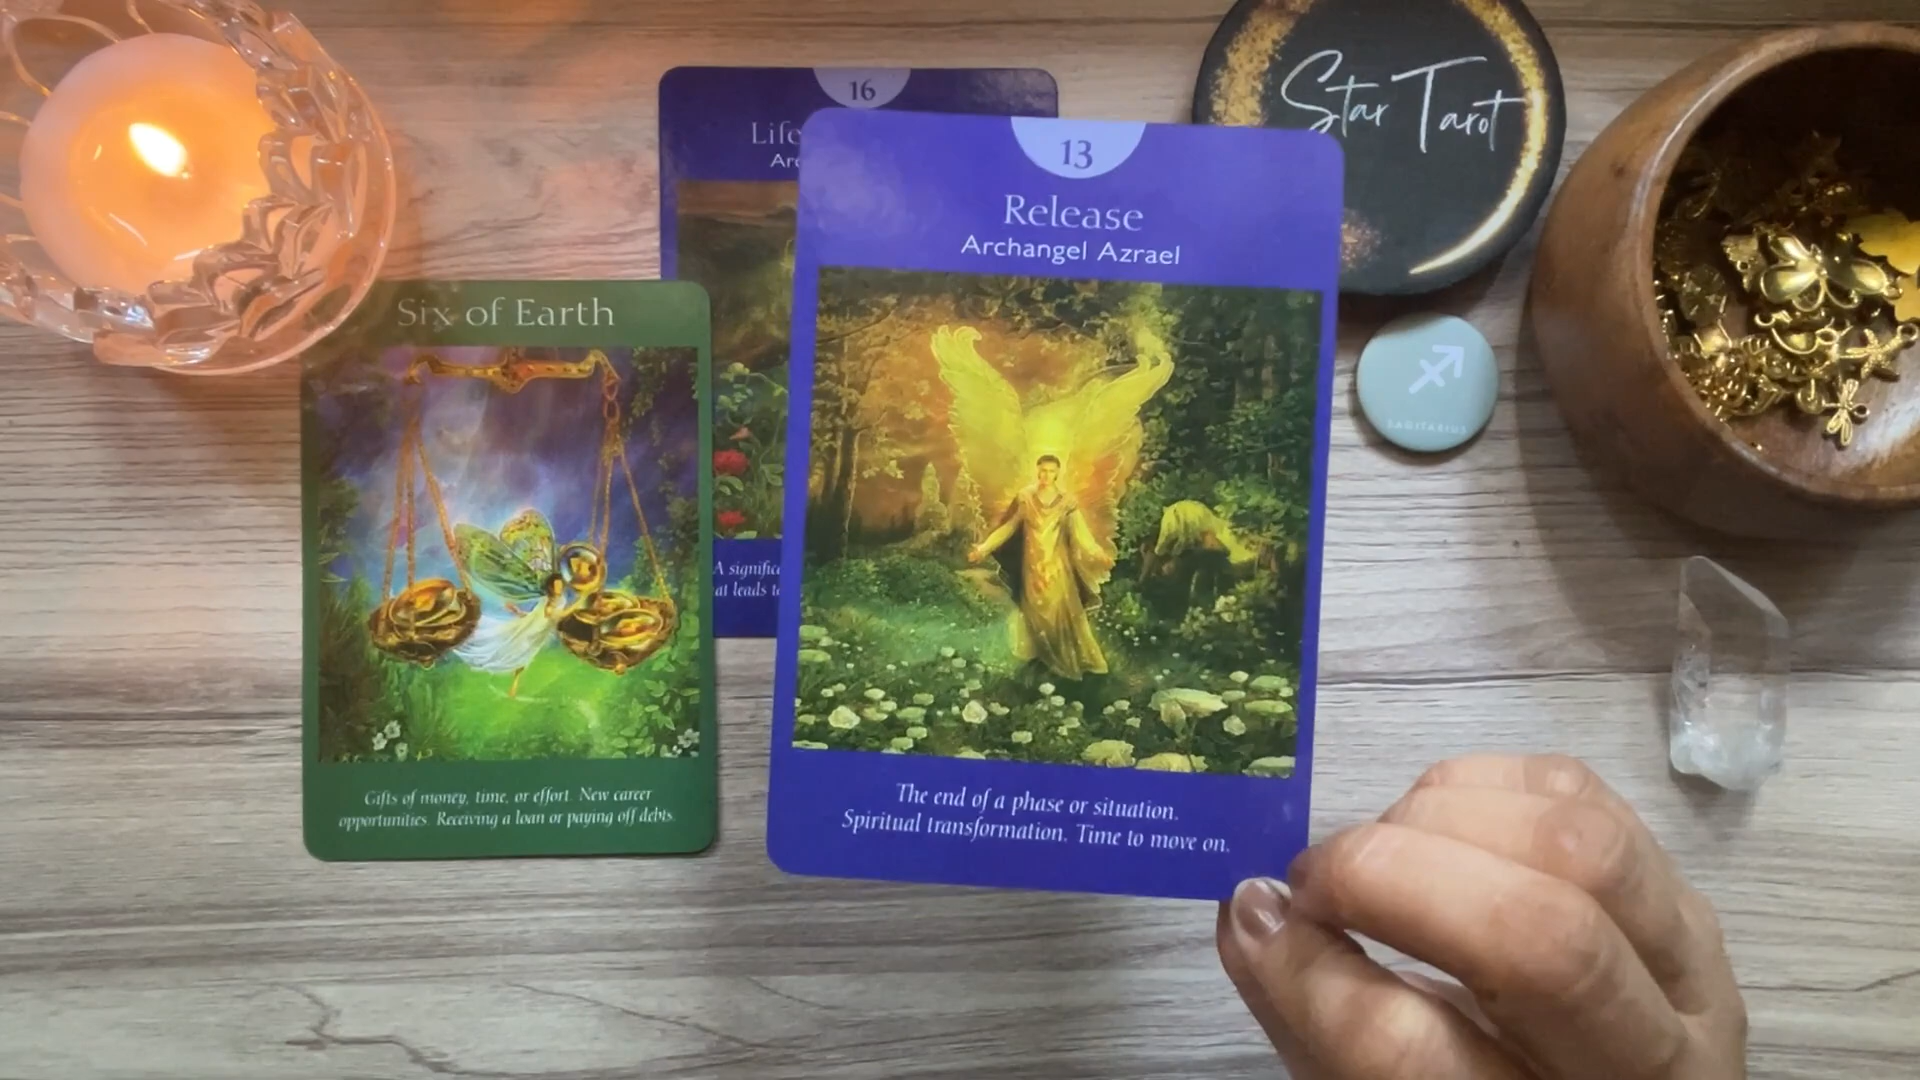 16
Life
13
Release
Archangel Azrael
Star Tarot
SAGITARIUS
Six of Earth
A
at leads
The end of a phase or situation.
Spiritual transformation. Time to move on.
Gifts of money, time, or effort. New career
opportunities. Receiving a loan or paying off debts.